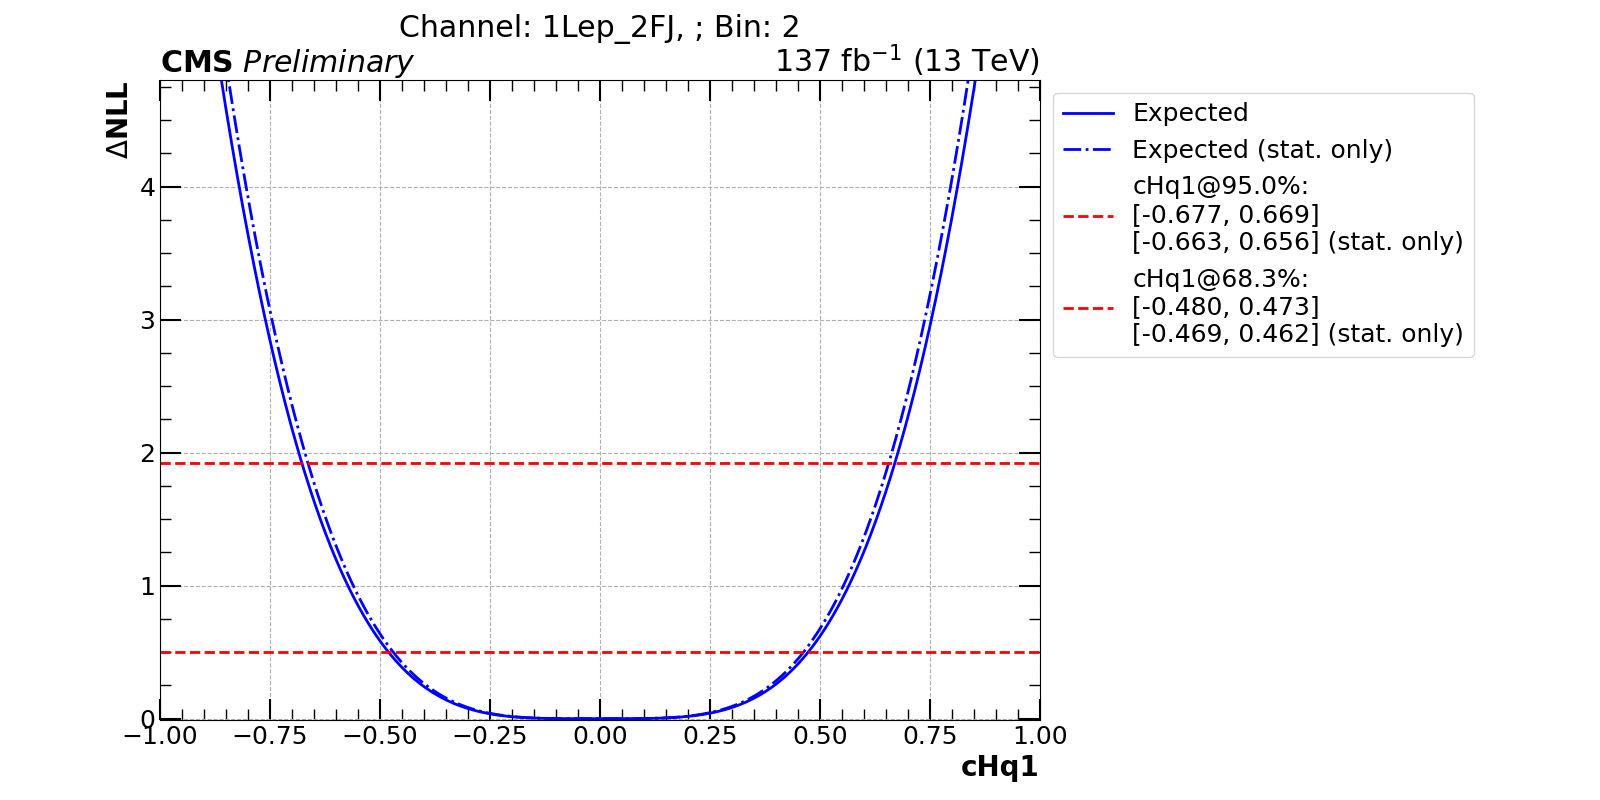 Channel: 1Lep_2FJ, ; Bin: 2
CMS Preliminary
137 fb⁻¹ (13 TeV)
ΔNLL
4
3
2
1
0
−1.00 −0.75 −0.50 −0.25 0.00 0.25 0.50 0.75 1.00
cHq1
Expected
Expected (stat. only)
cHq1@95.0%:
[-0.677, 0.669]
[-0.663, 0.656] (stat. only)
cHq1@68.3%:
[-0.480, 0.473]
[-0.469, 0.462] (stat. only)